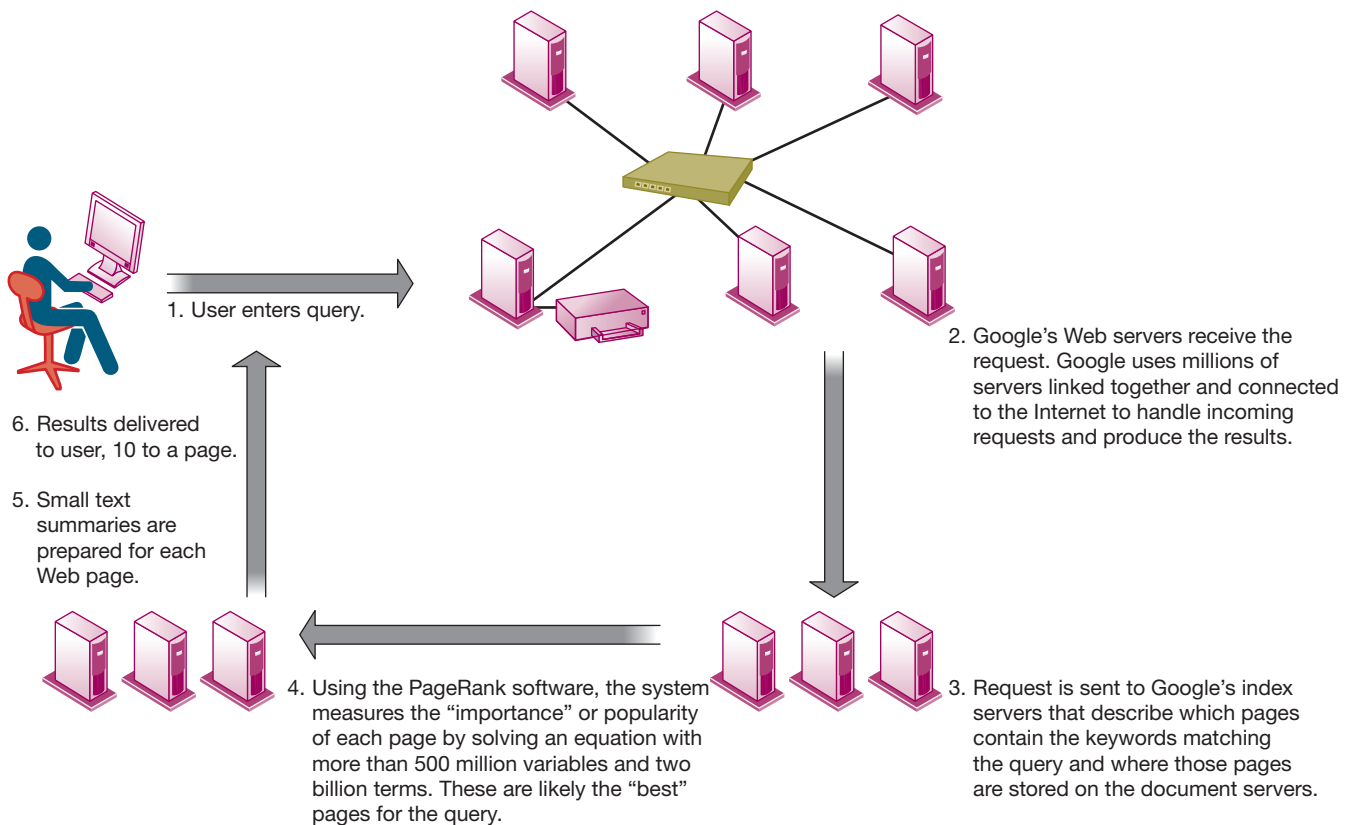 1. User enters query.
2. Google’s Web servers receive the
request. Google uses millions of
servers linked together and connected
to the Internet to handle incoming
requests and produce the results.
3. Request is sent to Google’s index
servers that describe which pages
contain the keywords matching
the query and where those pages
are stored on the document servers.
4. Using the PageRank software, the system
measures the “importance” or popularity
of each page by solving an equation with
more than 500 million variables and two
billion terms. These are likely the “best”
pages for the query.
5. Small text
summaries are
prepared for each
Web page.
6. Results delivered
to user, 10 to a page.